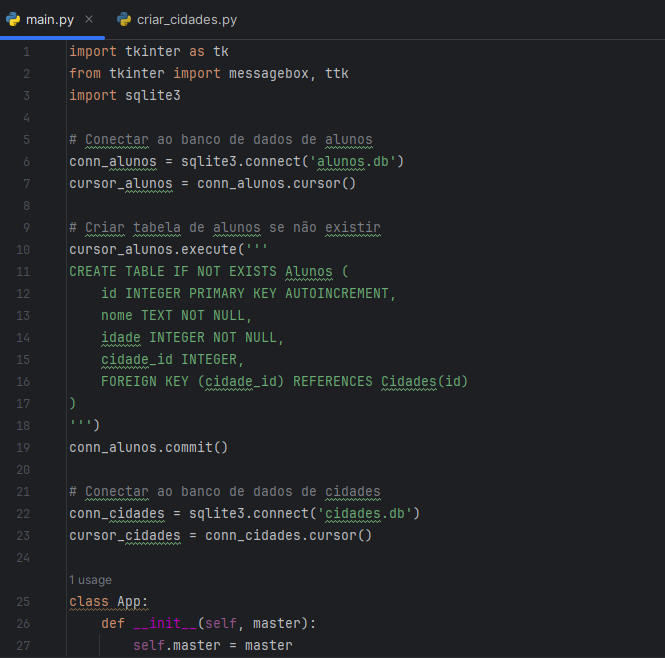 main.py × criar_cidades.py
1 import tkinter as tk
2 from tkinter import messagebox, ttk
3 import sqlite3
4
5 # Conectar ao banco de dados de alunos
6 conn_alunos = sqlite3.connect('alunos.db')
7 cursor_alunos = conn_alunos.cursor()
8
9 # Criar tabela de alunos se não existir
10 cursor_alunos.execute('''
11 CREATE TABLE IF NOT EXISTS Alunos (
12     id INTEGER PRIMARY KEY AUTOINCREMENT,
13     nome TEXT NOT NULL,
14     idade INTEGER NOT NULL,
15     cidade_id INTEGER,
16     FOREIGN KEY (cidade_id) REFERENCES Cidades(id)
17 )
18 ''')
19 conn_alunos.commit()
20
21 # Conectar ao banco de dados de cidades
22 conn_cidades = sqlite3.connect('cidades.db')
23 cursor_cidades = conn_cidades.cursor()
24
1 usage
25 class App:
26     def __init__(self, master):
27         self.master = master